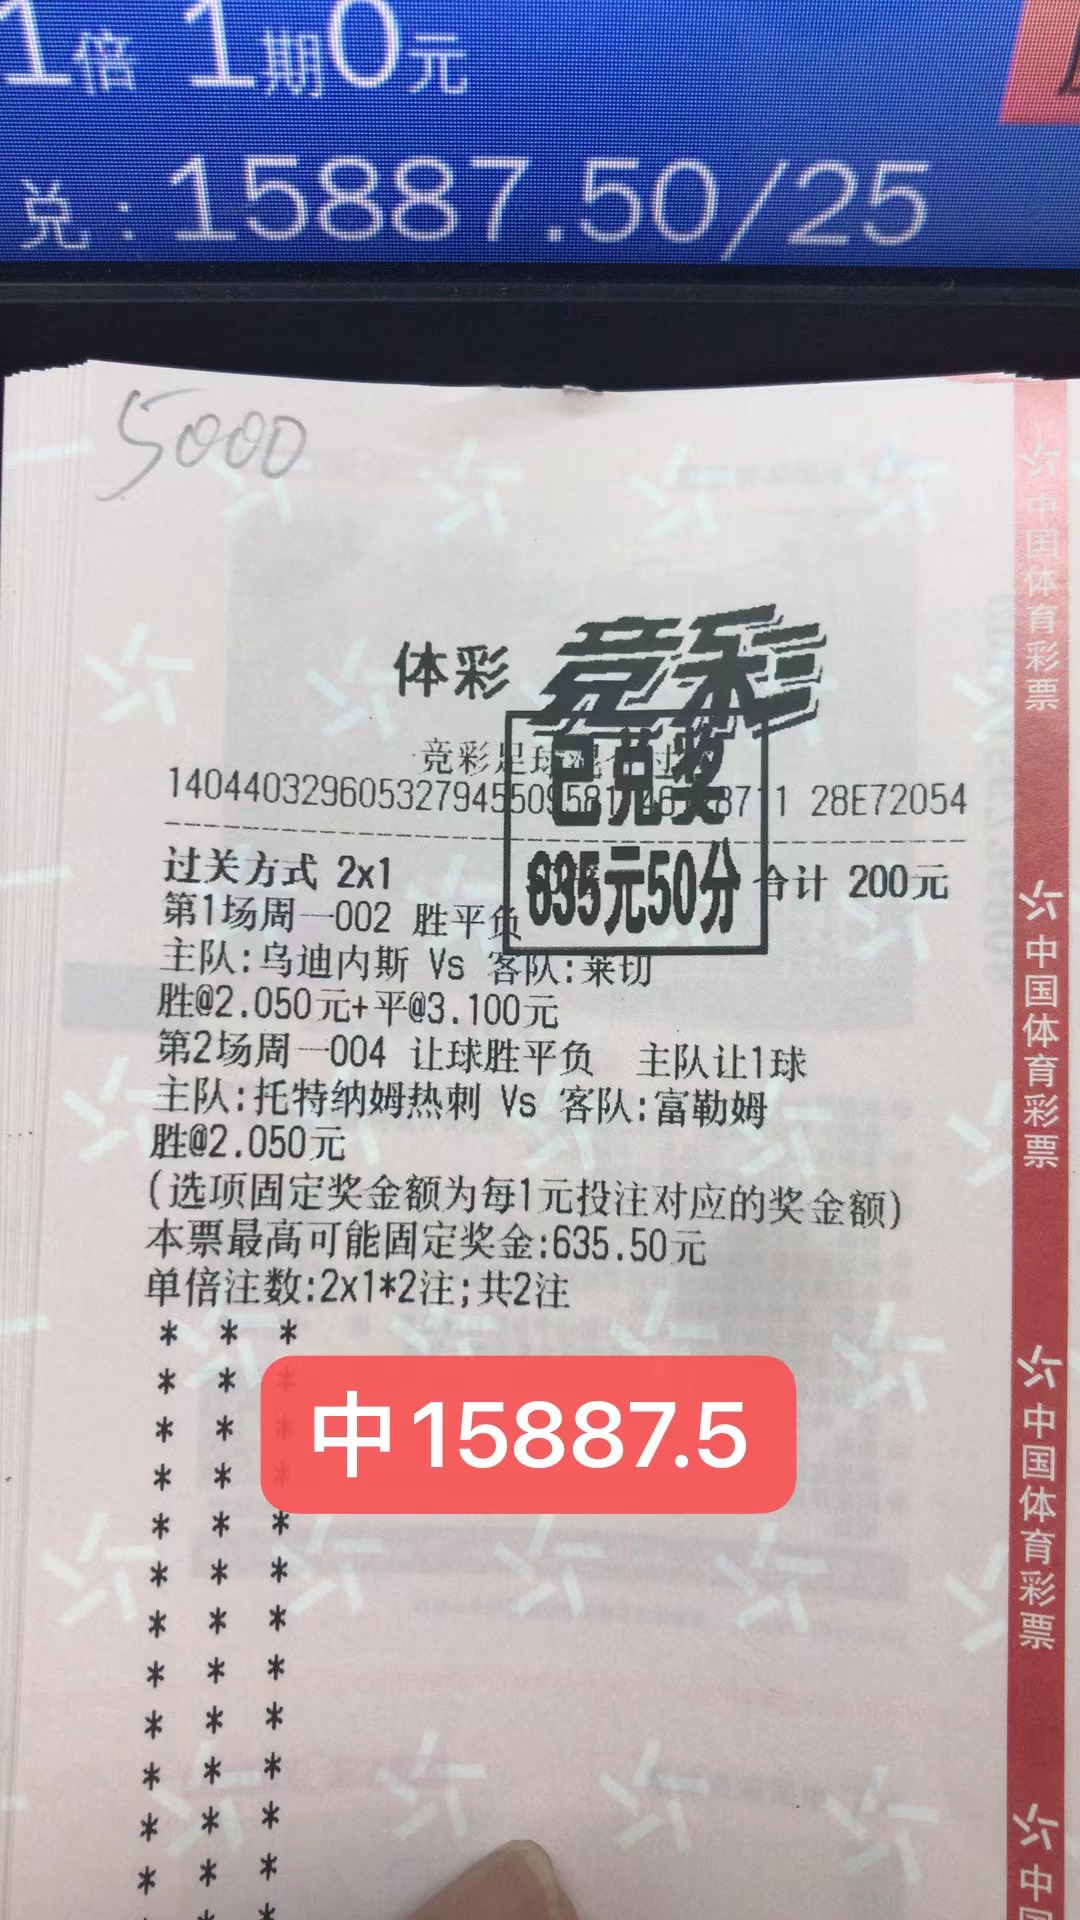 1倍 1期0元
兑：15887.50/25
5000
体彩 竞彩
竞彩足球混
已兑奖
635元50分
28E72054
过关方式 2x1
合计 200元
第1场周一002 胜平负
主队:乌迪内斯 Vs 客队:莱切
胜@2.050元+平@3.100元
第2场周一004 让球胜平负 主队让1球
主队:托特纳姆热刺 Vs 客队:富勒姆
胜@2.050元
(选项固定奖金额为每1元投注对应的奖金额)
本票最高可能固定奖金:635.50元
单倍注数:2x1*2注;共2注
* * *
* * *
* *
* *
* * *
* * *
* * *
* * *
* * *
* * *
* * *
* * *
中15887.5
中国体育彩票
中国体育彩票
中国体育彩票
中国